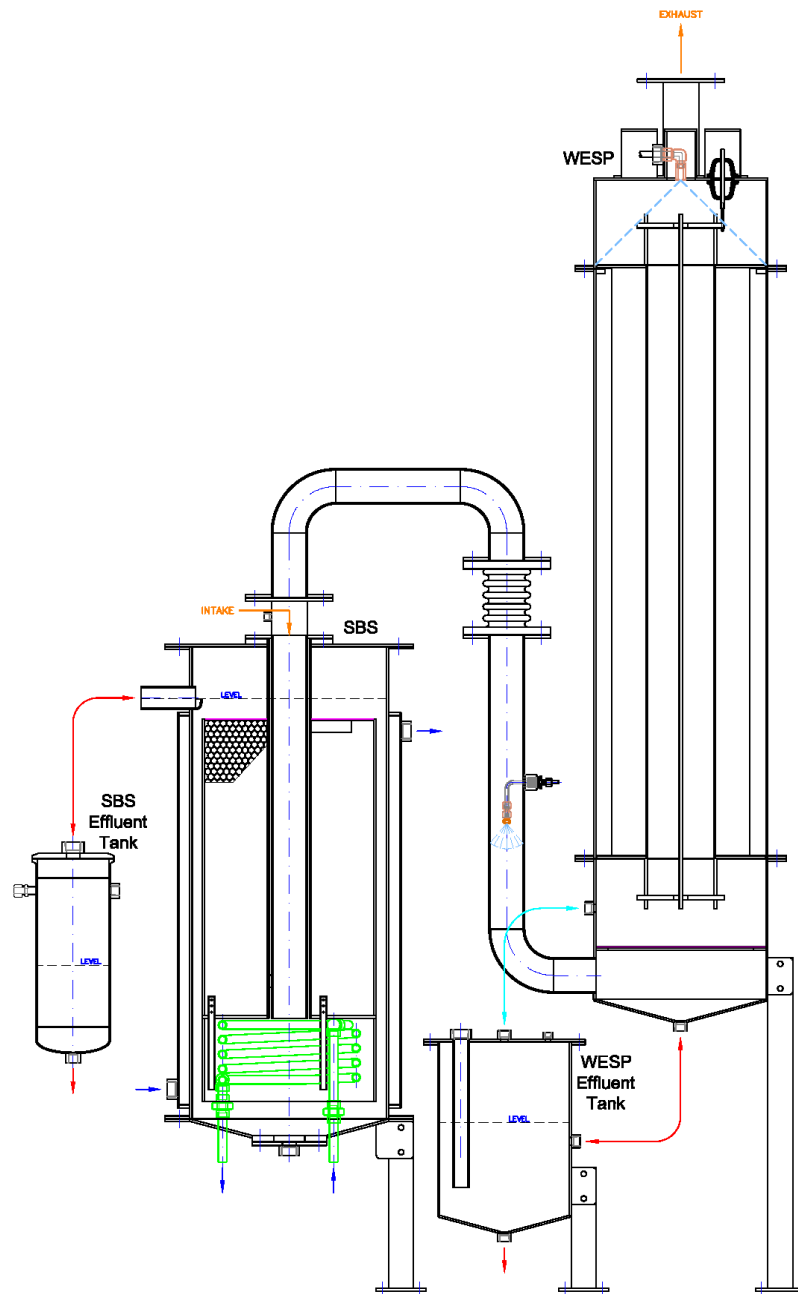 EXHAUST
WESP
INTAKE
SBS
LEVEL
SBS
Effluent
Tank
LEVEL
WESP
Effluent
Tank
LEVEL